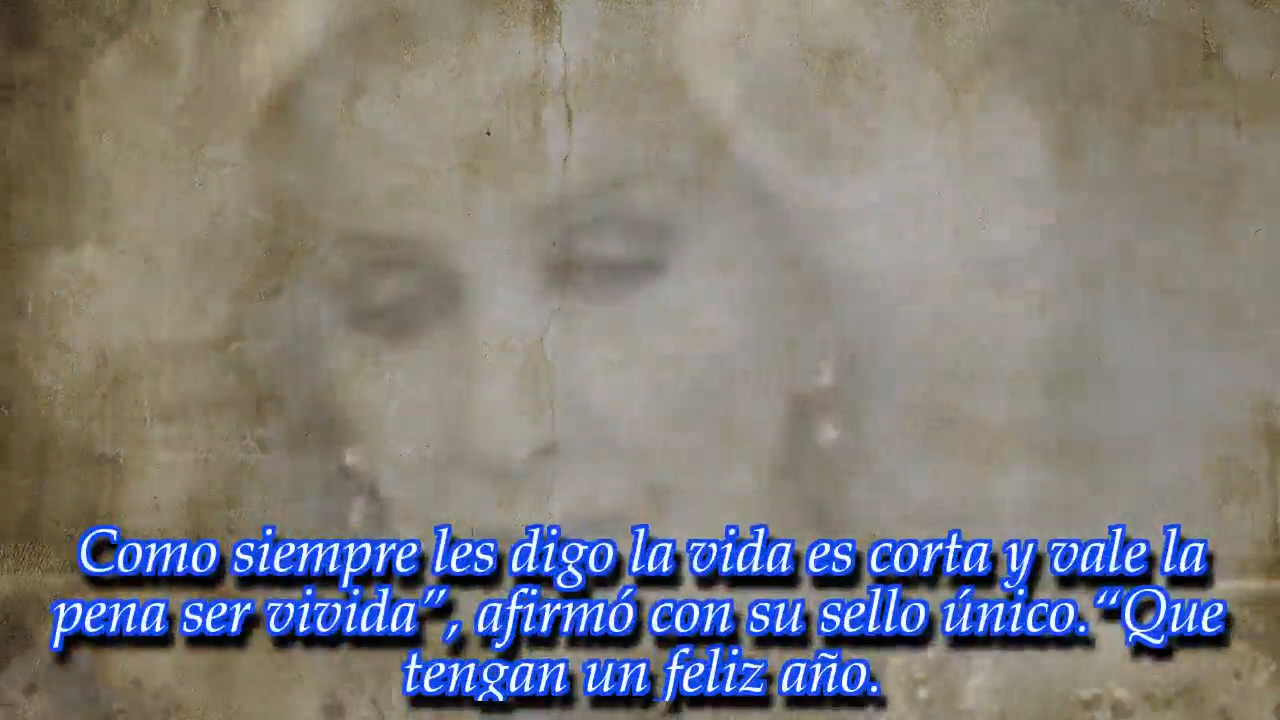 Como siempre les digo la vida es corta y vale la
pena ser vivida”, afirmó con su sello único. “Que
tengan un feliz año.